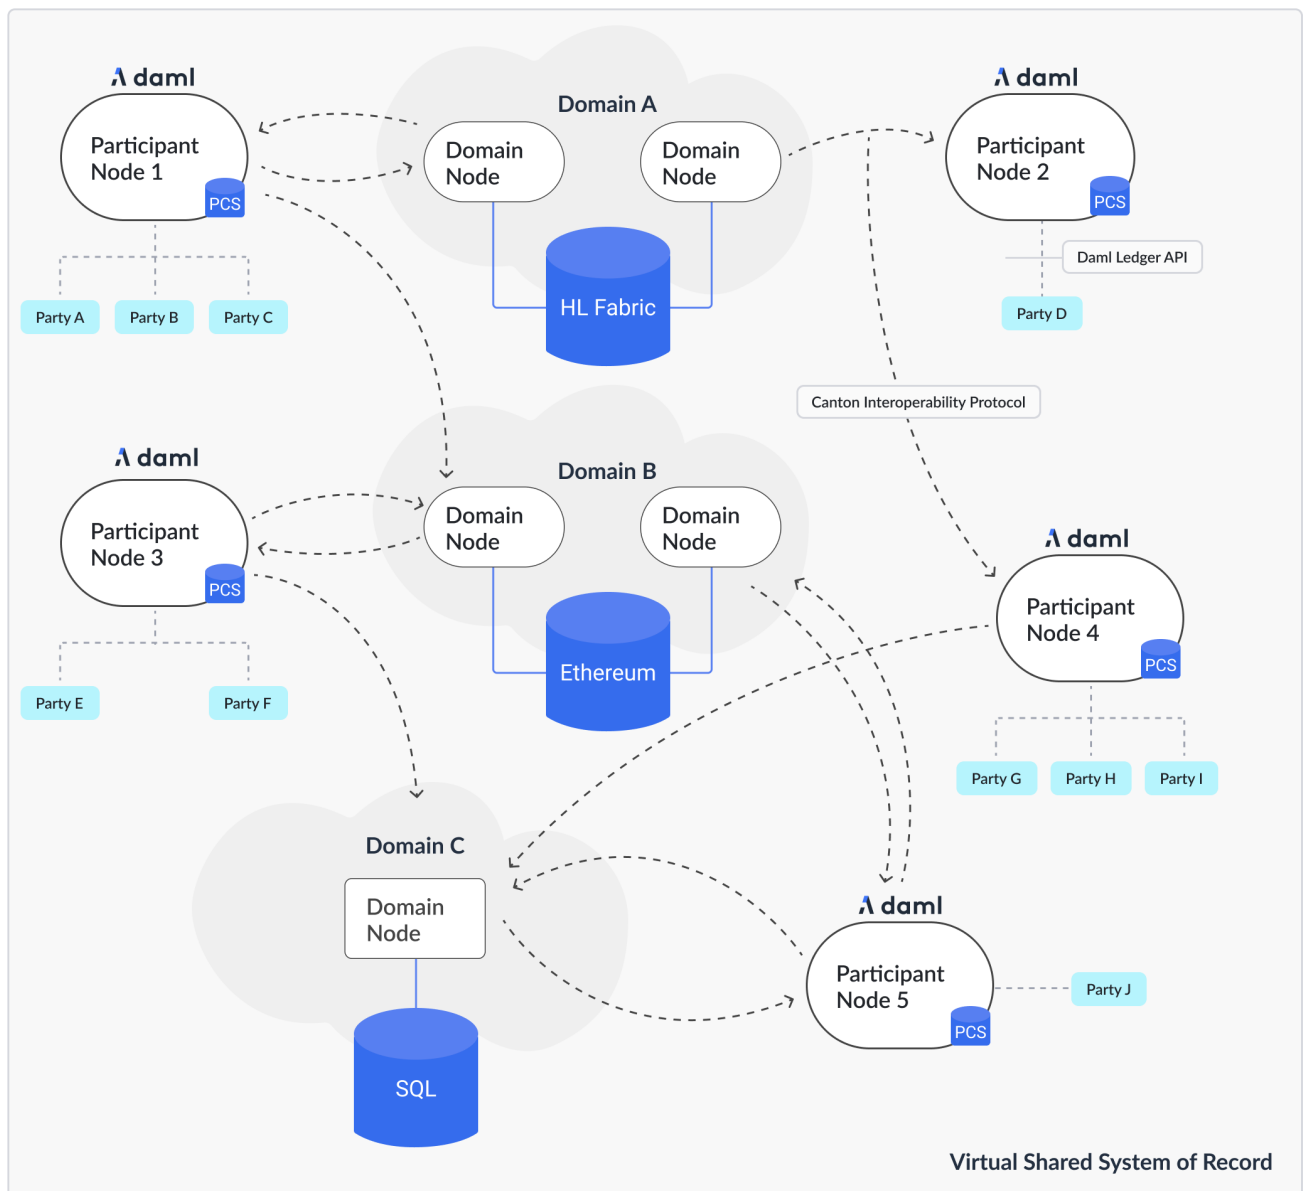 daml
Participant
Node 1
PCS
Party A
Party B
Party C
Domain A
Domain
Node
Domain
Node
HL Fabric
daml
Participant
Node 2
PCS
Daml Ledger API
Party D
Canton Interoperability Protocol
daml
Participant
Node 3
PCS
Party E
Party F
Domain B
Domain
Node
Domain
Node
Ethereum
daml
Participant
Node 4
PCS
Party G
Party H
Party I
Domain C
Domain
Node
SQL
daml
Participant
Node 5
PCS
Party J
Virtual Shared System of Record